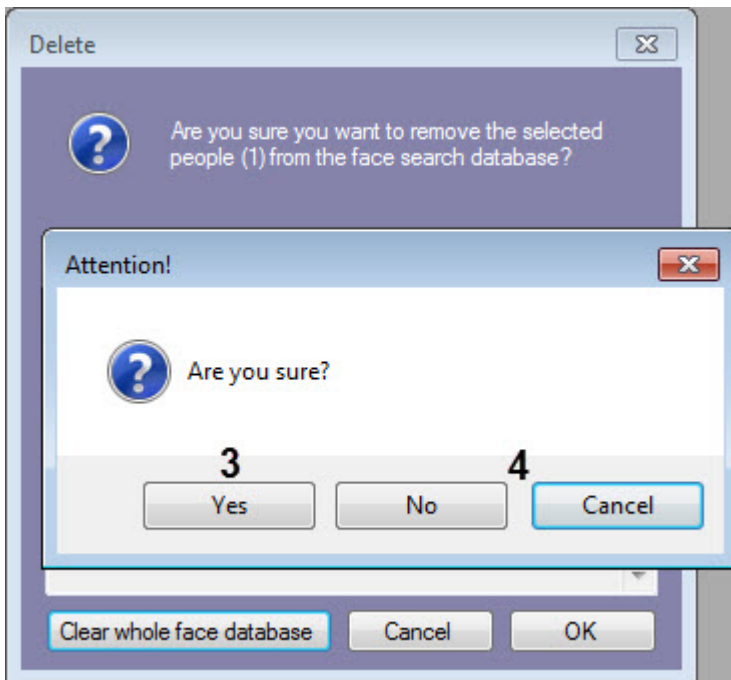 Delete
Are you sure you want to remove the selected
people (1) from the face search database?
Attention!
Are you sure?
3 4
Yes No Cancel
Clear whole face database Cancel OK